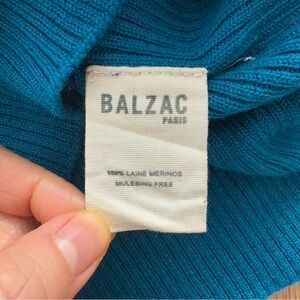 BALZAC
PARIS
100% LAINE MERINOS
MULESING FREE